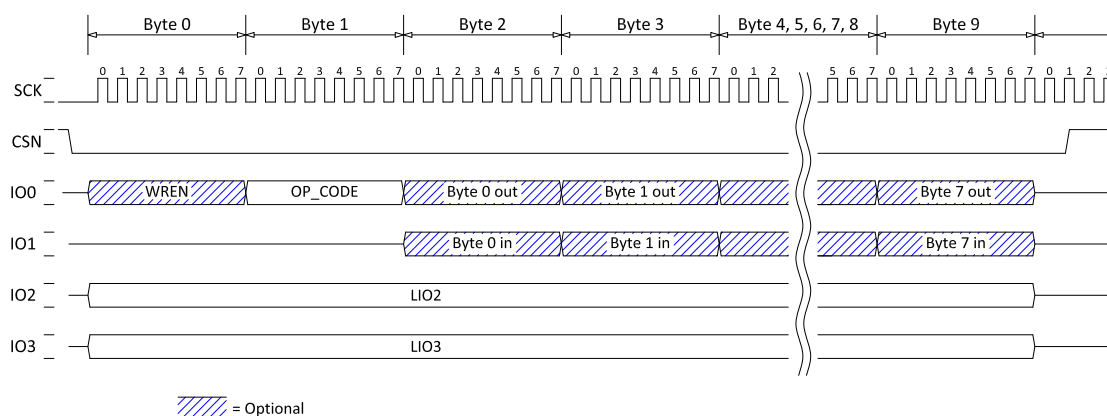 Byte 0 Byte 1 Byte 2 Byte 3 Byte 4, 5, 6, 7, 8 Byte 9
0 1 2 3 4 5 6 7 0 1 2 3 4 5 6 7 0 1 2 3 4 5 6 7 0 1 2 3 4 5 6 7 0 1 2 5 6 7 0 1 2 3 4 5 6 7 0 1 2
SCK
CSN
IO0 WREN OP_CODE Byte 0 out Byte 1 out Byte 7 out
IO1 Byte 0 in Byte 1 in Byte 7 in
IO2 LIO2
IO3 LIO3
= Optional